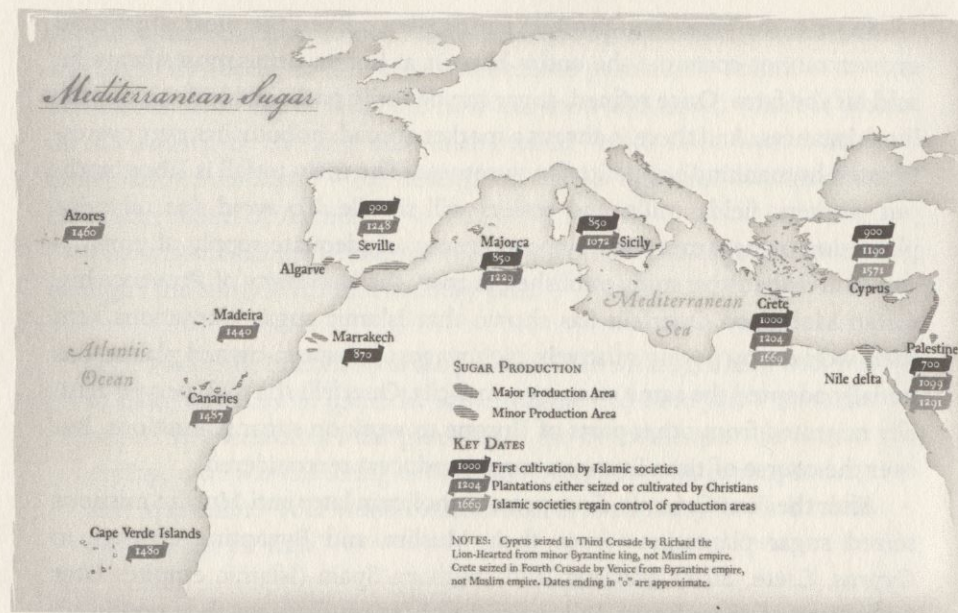 Mediterranean Sugar
Azores
1460
900
1248
Seville
Algarve
Majorca
850
1229
850
1072 Sicily
900
1190
1571
Cyprus
Madeira
1440
Marrakech
870
Mediterranean
Sea
Crete
1000
1204
1669
Nile delta
Palestine
700
1099
1291
Atlantic
Ocean
Canaries
1487
Cape Verde Islands
1480
SUGAR PRODUCTION
Major Production Area
Minor Production Area
KEY DATES
1000 First cultivation by Islamic societies
1204 Plantations either seized or cultivated by Christians
1669 Islamic societies regain control of production areas
NOTES: Cyprus seized in Third Crusade by Richard the
Lion-Hearted from minor Byzantine king, not Muslim empire.
Crete seized in Fourth Crusade by Venice from Byzantine empire,
not Muslim empire. Dates ending in "0" are approximate.